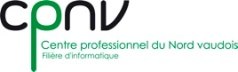 cpnv
Centre professionnel du Nord vaudois
Filière d'informatique